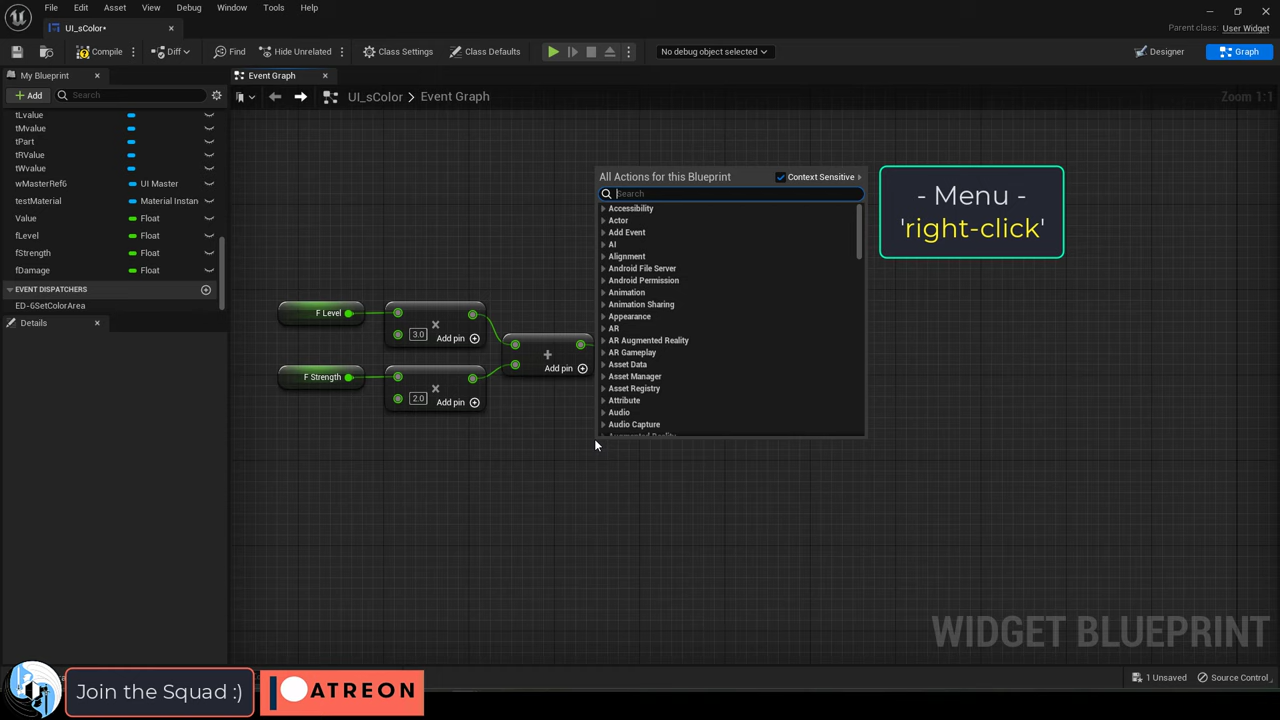 File Edit Asset View Debug Window Tools Help
UI_sColor•
Parent class: User Widget
Compile Diff Find Hide Unrelated Class Settings Class Defaults No debug object selected Designer Graph
My Blueprint
Event Graph
Add Search
UI_sColor > Event Graph
Zoom 1:1
tLvalue
tMvalue
tPart
tRValue
tWvalue
wMasterRef6 UI Master
testMaterial Material Instan
Value Float
fLevel Float
fStrength Float
fDamage Float
EVENT DISPATCHERS
ED-6SetColorArea
Details
F Level
3.0
Add pin
F Strength
2.0
Add pin
Add pin
All Actions for this Blueprint Context Sensitive
Search
Accessibility
Actor
Add Event
AI
Alignment
Android File Server
Android Permission
Animation
Animation Sharing
Appearance
AR
AR Augmented Reality
AR Gameplay
Asset Data
Asset Manager
Asset Registry
Attribute
Audio
Audio Capture
Augmented Reality
- Menu -
'right-click'
WIDGET BLUEPRINT
Join the Squad :)
PATREON
1 Unsaved Source Control